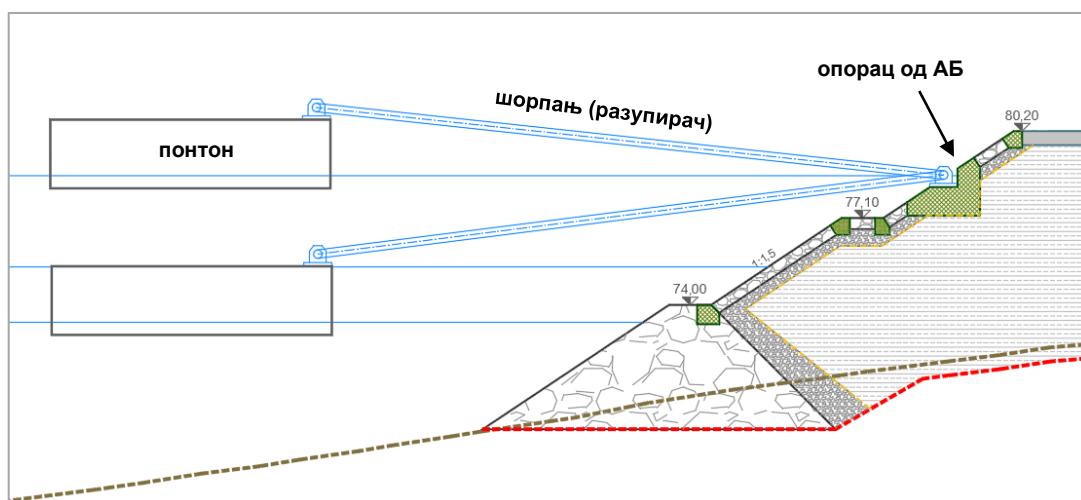 опорац од АБ
шорпањ (разупирач)
80,20
понтон
77,10
1:1,5
74,00